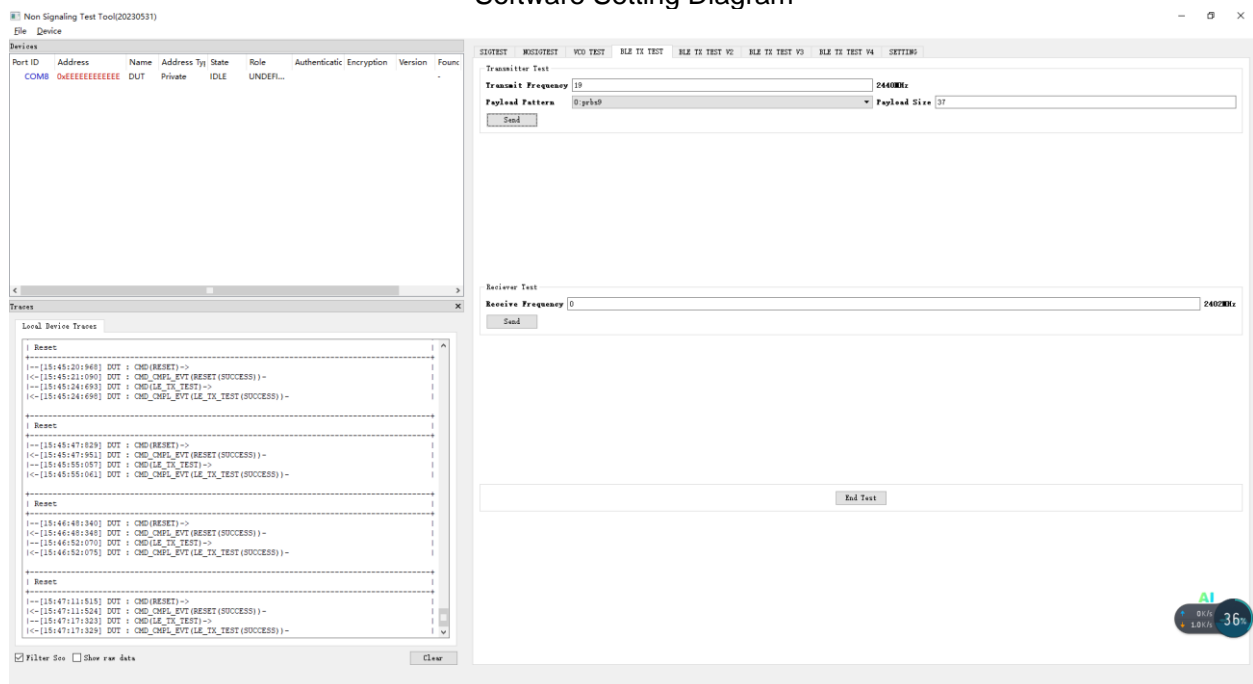 Software Setting Diagram
Non Signaling Test Tool(20230531)
File Device
Devices
Port ID Address Name Address Typ State Role Authenticatic Encryption Version Found
COM8 0xEEEEEEEEEEEE DUT Private IDLE UNDEFI... -
Traces
Local Device Traces
| Reset |
|--[15:45:20:968] DUT : CMD(RESET)-> |
|<-[15:45:21:090] DUT : CMD_CMPL_EVT(RESET(SUCCESS))- |
|--[15:45:24:693] DUT : CMD(LE_TX_TEST)-> |
|<-[15:45:24:698] DUT : CMD_CMPL_EVT(LE_TX_TEST(SUCCESS))- |
| Reset |
|--[15:45:47:829] DUT : CMD(RESET)-> |
|<-[15:45:47:951] DUT : CMD_CMPL_EVT(RESET(SUCCESS))- |
|--[15:45:55:057] DUT : CMD(LE_TX_TEST)-> |
|<-[15:45:55:061] DUT : CMD_CMPL_EVT(LE_TX_TEST(SUCCESS))- |
| Reset |
|--[15:46:48:340] DUT : CMD(RESET)-> |
|<-[15:46:48:348] DUT : CMD_CMPL_EVT(RESET(SUCCESS))- |
|--[15:46:52:070] DUT : CMD(LE_TX_TEST)-> |
|<-[15:46:52:075] DUT : CMD_CMPL_EVT(LE_TX_TEST(SUCCESS))- |
| Reset |
|--[15:47:11:515] DUT : CMD(RESET)-> |
|<-[15:47:11:524] DUT : CMD_CMPL_EVT(RESET(SUCCESS))- |
|--[15:47:17:323] DUT : CMD(LE_TX_TEST)-> |
|<-[15:47:17:329] DUT : CMD_CMPL_EVT(LE_TX_TEST(SUCCESS))- |
Filter Sco Show raw data Clear
SIGTEST NOSIGTEST VCO TEST BLE TX TEST BLE TX TEST V2 BLE TX TEST V3 BLE TX TEST V4 SETTING
Transmitter Test
Transmit Frequency 19 2440MHz
Payload Pattern 0:prbs9 Payload Size 37
Send
Reciever Test
Receive Frequency 0 2402MHz
Send
End Test
AI
0K/s
1.0K/s
36%